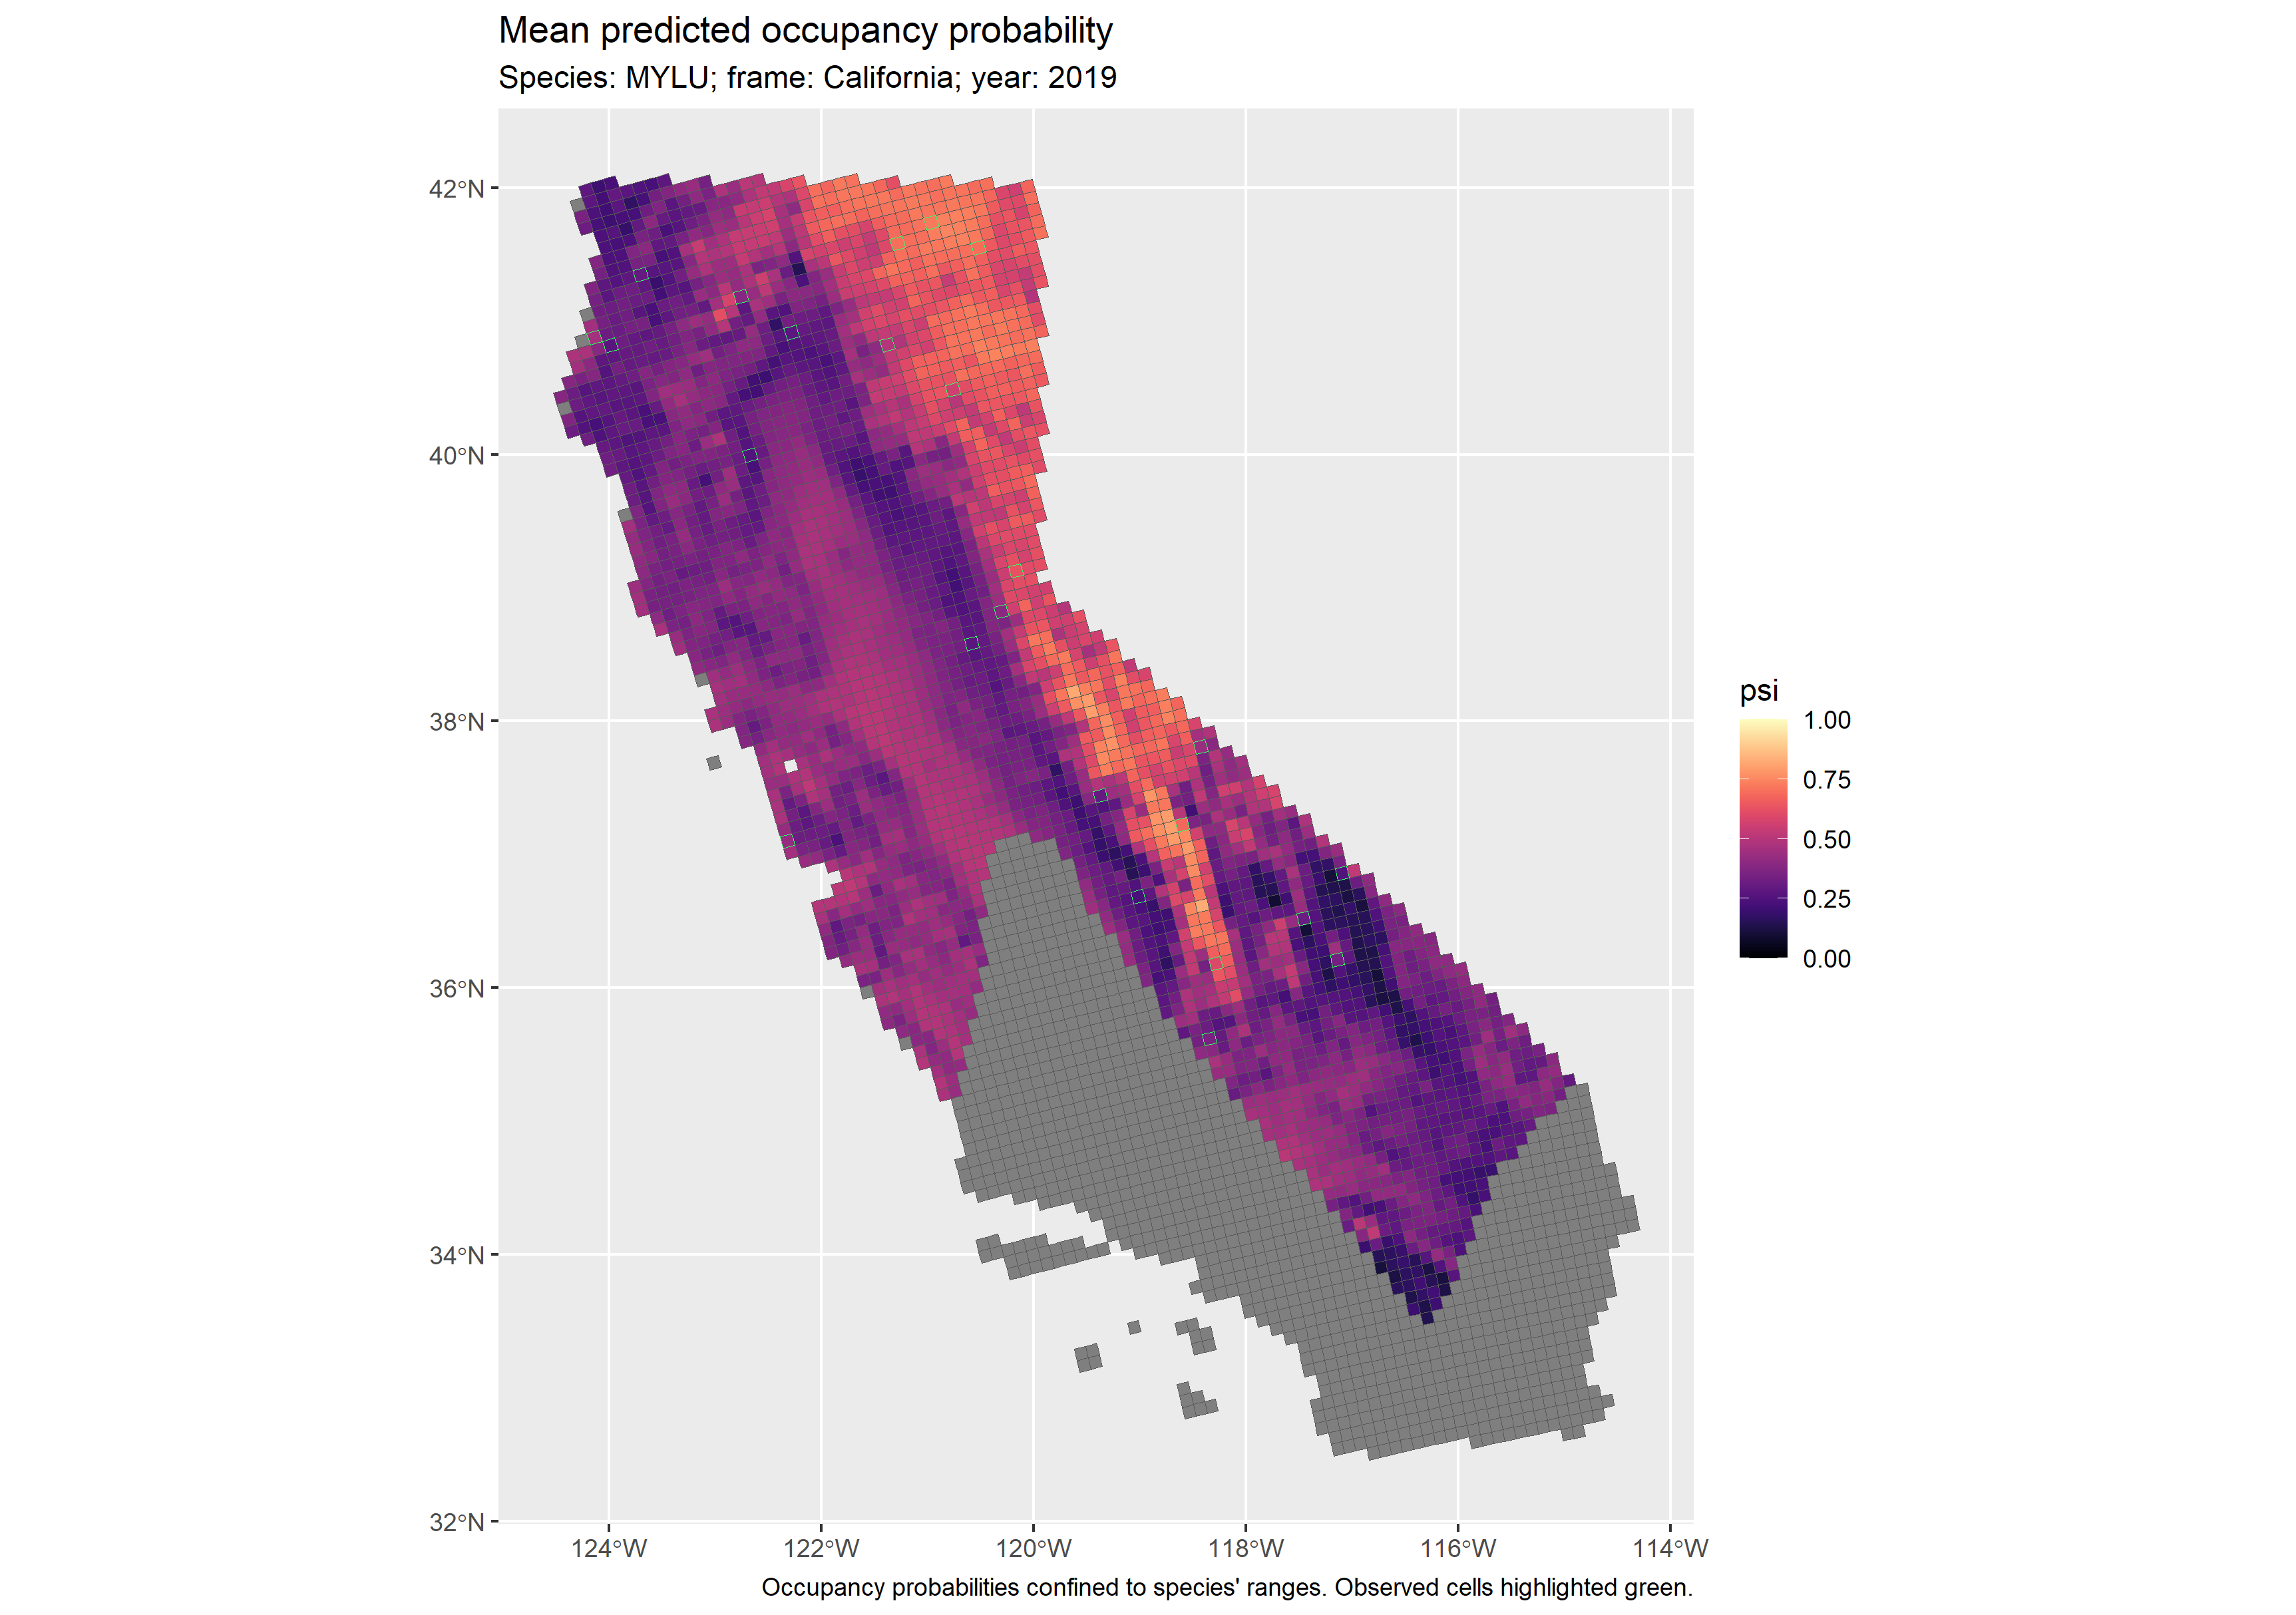 Mean predicted occupancy probability
Species: MYLU; frame: California; year: 2019
42°N
40°N
38°N
36°N
34°N
32°N
124°W
122°W
120°W
118°W
116°W
114°W
psi
1.00
0.75
0.50
0.25
0.00
Occupancy probabilities confined to species' ranges. Observed cells highlighted green.